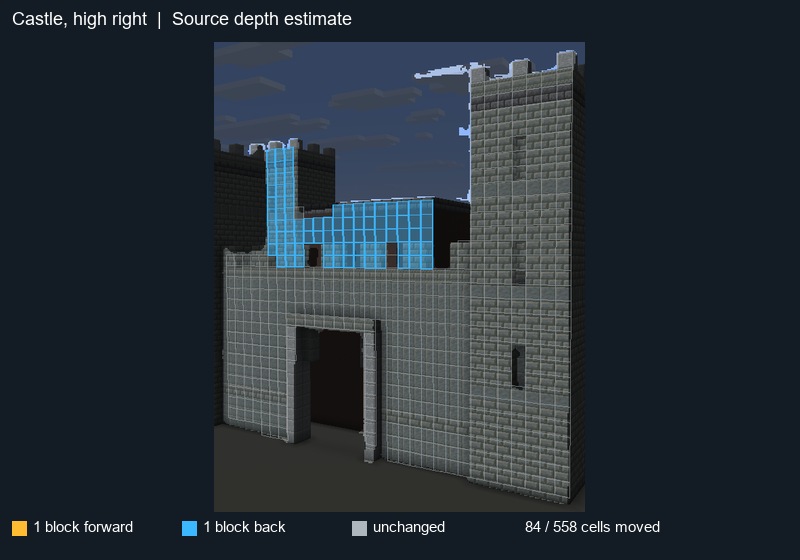 Castle, high right | Source depth estimate
1 block forward
1 block back
unchanged
84 / 558 cells moved